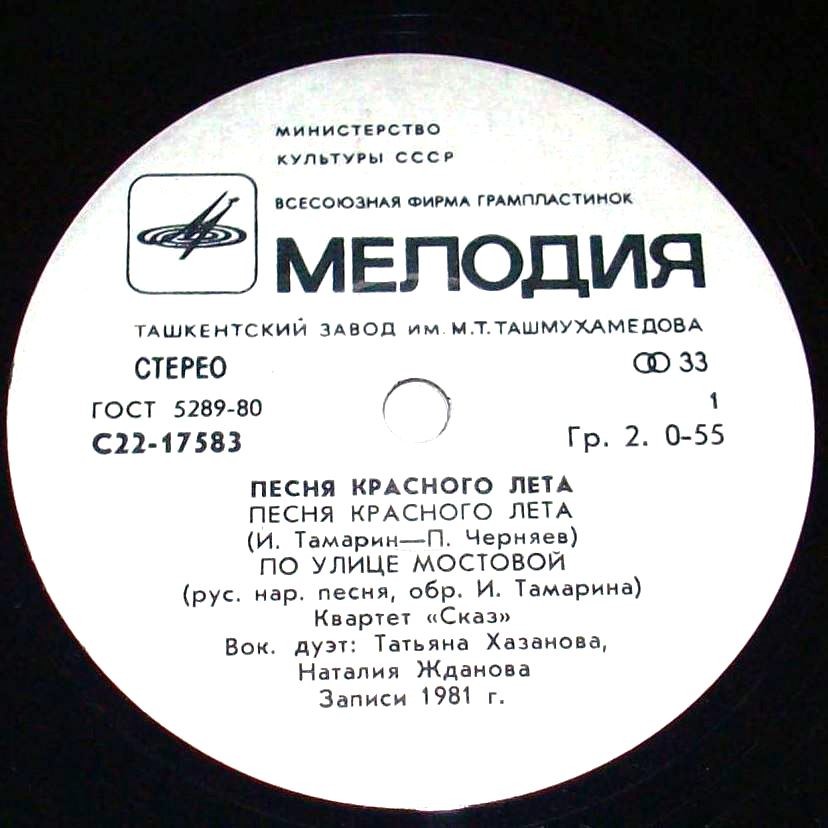 МИНИСТЕРСТВО
КУЛЬТУРЫ СССР
ВСЕСОЮЗНАЯ ФИРМА ГРАМПЛАСТИНОК
МЕЛОДИЯ
ТАШКЕНТСКИЙ ЗАВОД ИМ. М.Т.ТАШМУХАМЕДОВА
СТЕРЕО 33
ГОСТ 5289-80 1
С22-17583 Гр. 2. 0-55
ПЕСНЯ КРАСНОГО ЛЕТА
ПЕСНЯ КРАСНОГО ЛЕТА
(И. Тамарин—П. Черняев)
ПО УЛИЦЕ МОСТОВОЙ
(рус. нар. песня, обр. И. Тамарина)
Квартет «Сказ»
Вок. дуэт: Татьяна Хазанова,
Наталия Жданова
Записи 1981 г.